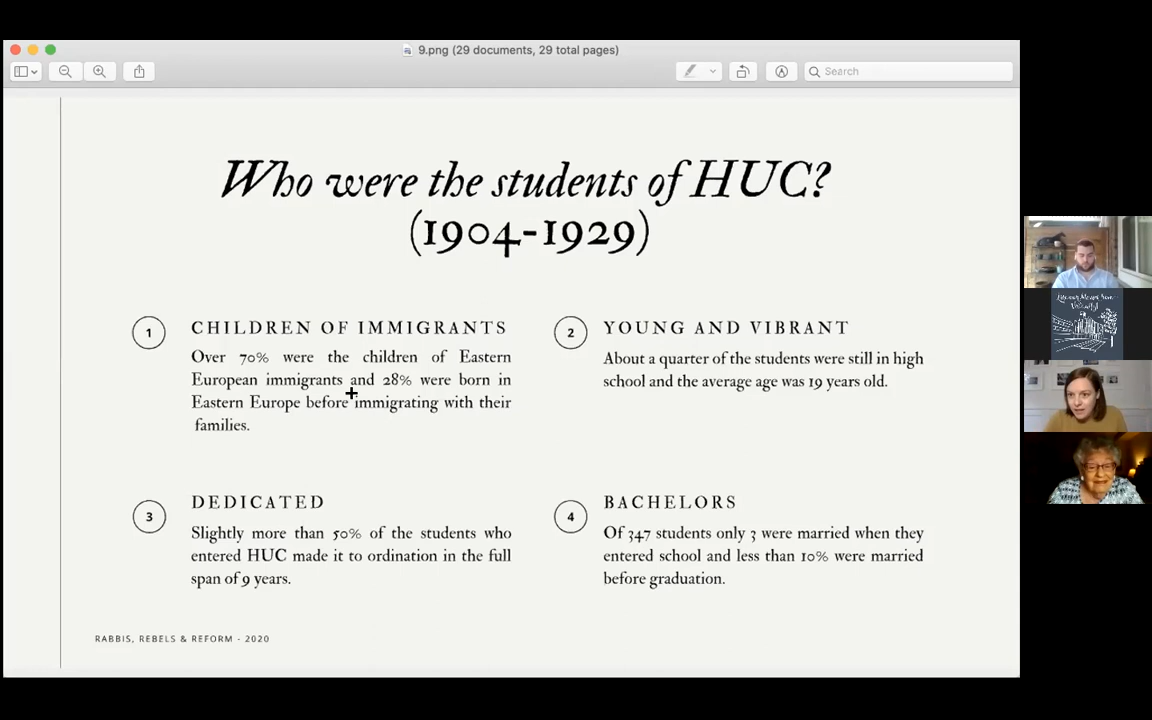 9.png (29 documents, 29 total pages)
Search
Who were the students of HUC?
(1904-1929)
1
CHILDREN OF IMMIGRANTS
Over 70% were the children of Eastern
European immigrants and 28% were born in
Eastern Europe before immigrating with their
families.
2
YOUNG AND VIBRANT
About a quarter of the students were still in high
school and the average age was 19 years old.
3
DEDICATED
Slightly more than 50% of the students who
entered HUC made it to ordination in the full
span of 9 years.
4
BACHELORS
Of 347 students only 3 were married when they
entered school and less than 10% were married
before graduation.
RABBIS, REBELS & REFORM - 2020